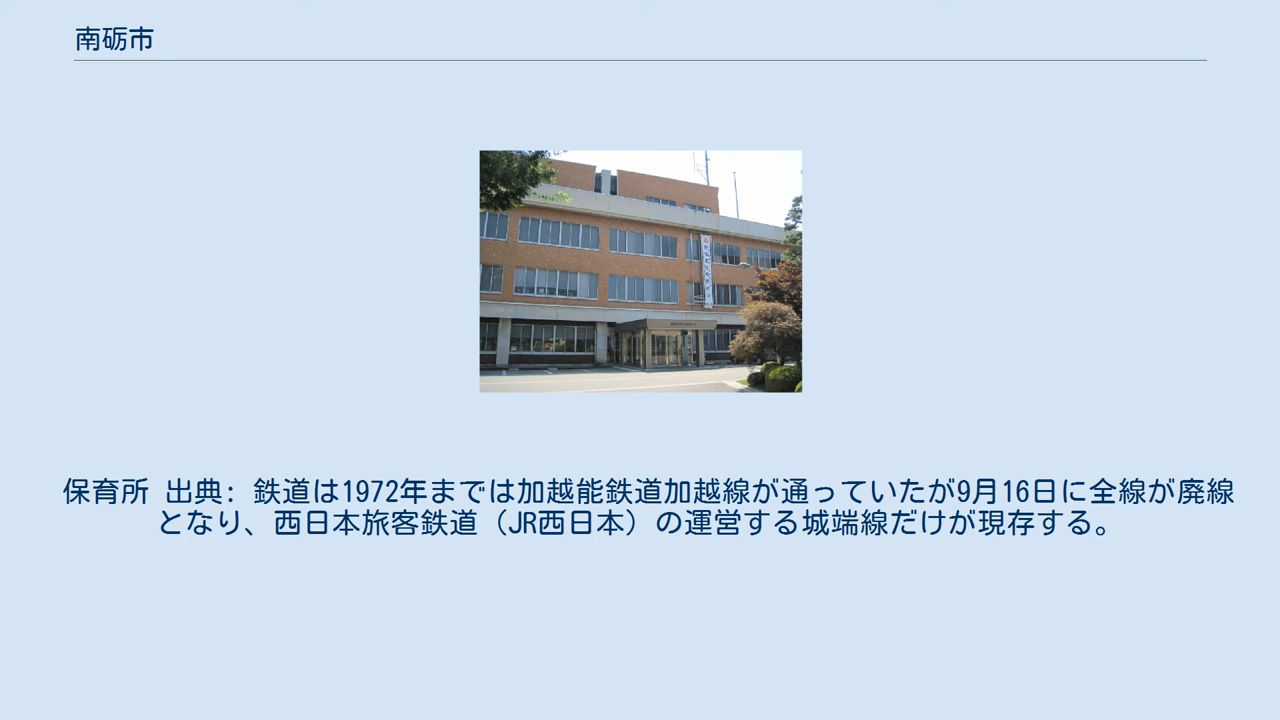 南砺市
保育所 出典: 鉄道は1972年までは加越能鉄道加越線が通っていたが9月16日に全線が廃線
となり、西日本旅客鉄道（JR西日本）の運営する城端線だけが現存する。